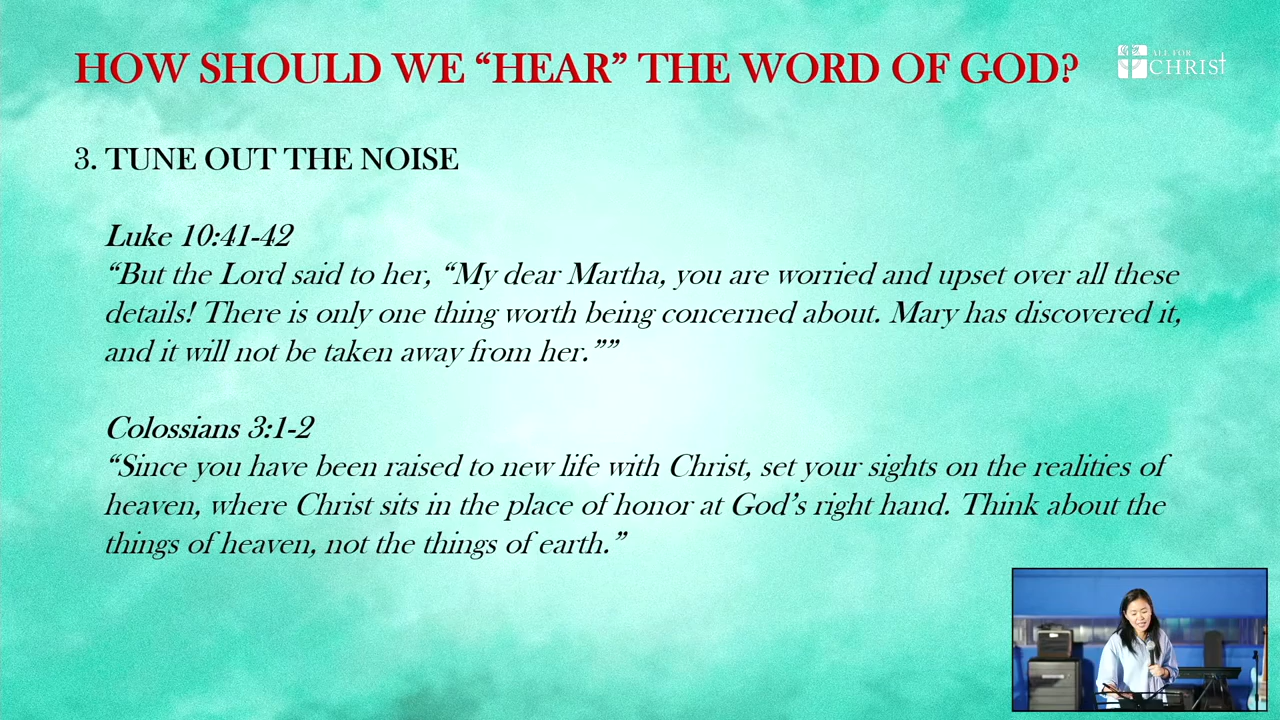 HOW SHOULD WE “HEAR” THE WORD OF GOD?
ALL FOR
CHRIST
3. TUNE OUT THE NOISE
Luke 10:41-42
“But the Lord said to her, “My dear Martha, you are worried and upset over all these
details! There is only one thing worth being concerned about. Mary has discovered it,
and it will not be taken away from her.””
Colossians 3:1-2
“Since you have been raised to new life with Christ, set your sights on the realities of
heaven, where Christ sits in the place of honor at God’s right hand. Think about the
things of heaven, not the things of earth.”